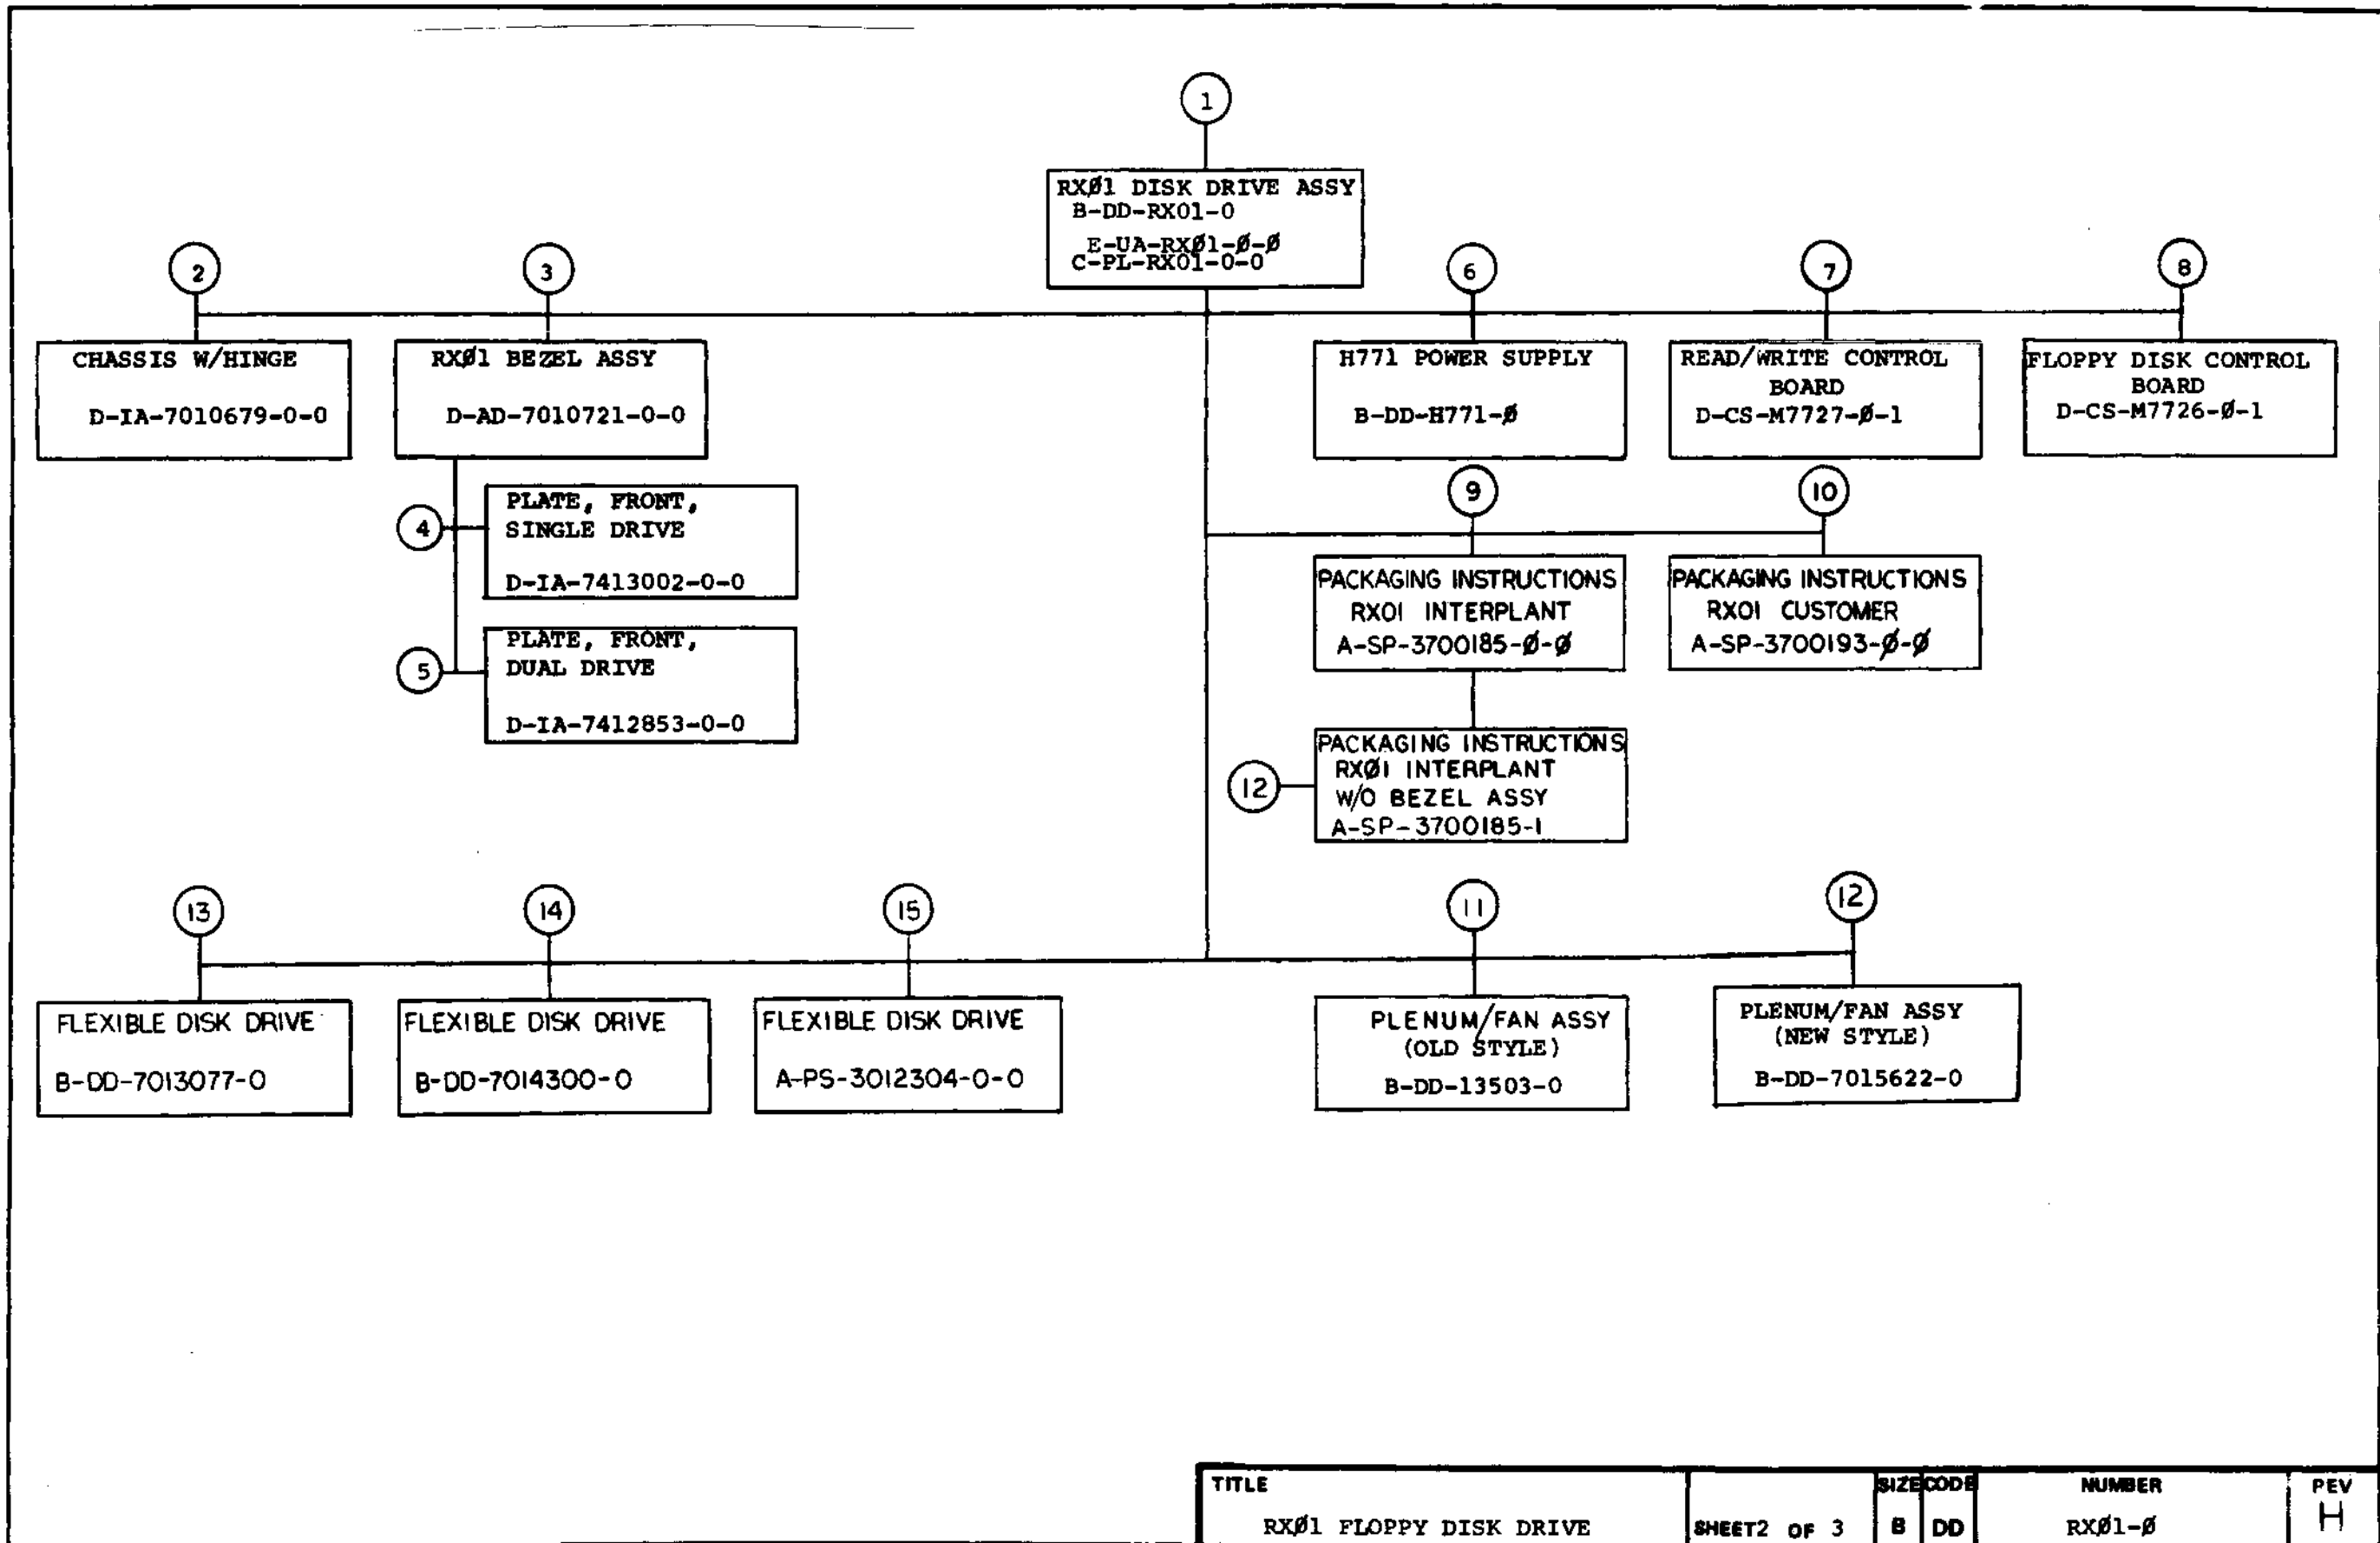 1
RXØ1 DISK DRIVE ASSY
B-DD-RX01-0
E-UA-RXØ1-Ø-Ø
C-PL-RX01-0-0
2
CHASSIS W/HINGE
D-IA-7010679-0-0
3
RXØ1 BEZEL ASSY
D-AD-7010721-0-0
4
PLATE, FRONT,
SINGLE DRIVE
D-IA-7413002-0-0
5
PLATE, FRONT,
DUAL DRIVE
D-IA-7412853-0-0
6
H771 POWER SUPPLY
B-DD-H771-Ø
7
READ/WRITE CONTROL
BOARD
D-CS-M7727-Ø-1
8
FLOPPY DISK CONTROL
BOARD
D-CS-M7726-Ø-1
9
PACKAGING INSTRUCTIONS
RX01 INTERPLANT
A-SP-3700185-Ø-Ø
10
PACKAGING INSTRUCTIONS
RX01 CUSTOMER
A-SP-3700193-Ø-Ø
12
PACKAGING INSTRUCTIONS
RXØ1 INTERPLANT
W/O BEZEL ASSY
A-SP-3700185-1
13
FLEXIBLE DISK DRIVE
B-DD-7013077-0
14
FLEXIBLE DISK DRIVE
B-DD-7014300-0
15
FLEXIBLE DISK DRIVE
A-PS-3012304-0-0
11
PLENUM/FAN ASSY
(OLD STYLE)
B-DD-13503-0
12
PLENUM/FAN ASSY
(NEW STYLE)
B-DD-7015622-0
TITLE
RXØ1 FLOPPY DISK DRIVE
SHEET2 OF 3
SIZE
B
CODE
DD
NUMBER
RXØ1-Ø
PEV
H